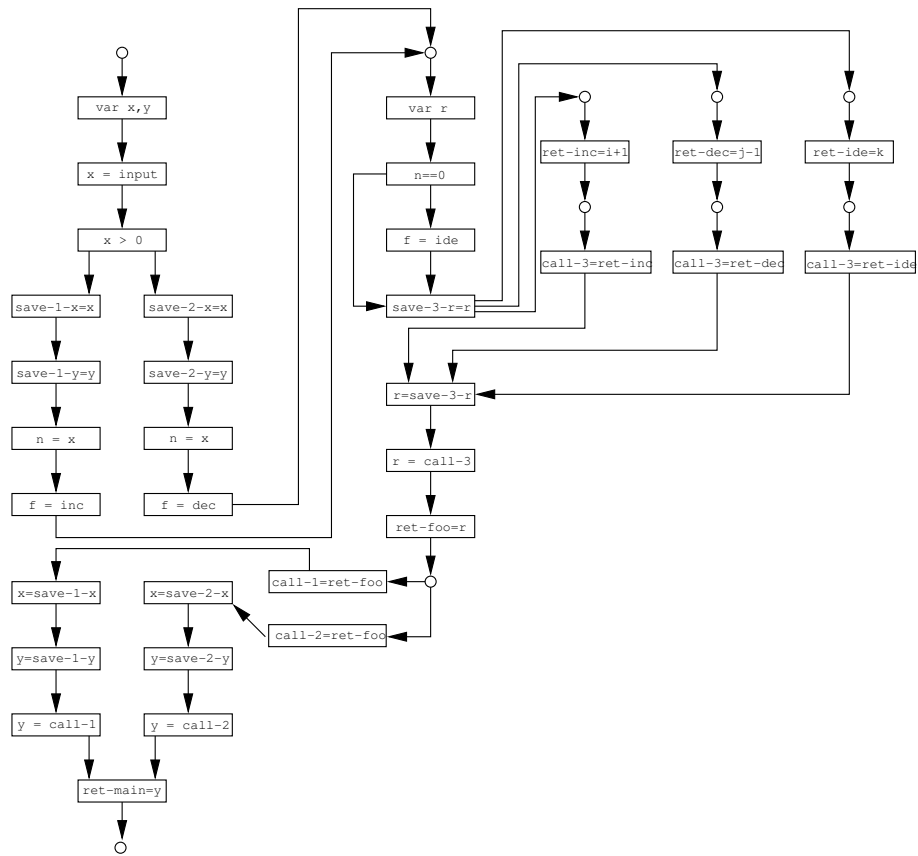 var x,y
x = input
x > 0
save-1-x=x
save-2-x=x
save-1-y=y
save-2-y=y
n = x
n = x
f = inc
f = dec
var r
n==0
f = ide
save-3-r=r
ret-inc=i+1
ret-dec=j-1
ret-ide=k
call-3=ret-inc
call-3=ret-dec
call-3=ret-ide
r=save-3-r
r = call-3
ret-foo=r
call-1=ret-foo
call-2=ret-foo
x=save-1-x
x=save-2-x
y=save-1-y
y=save-2-y
y = call-1
y = call-2
ret-main=y